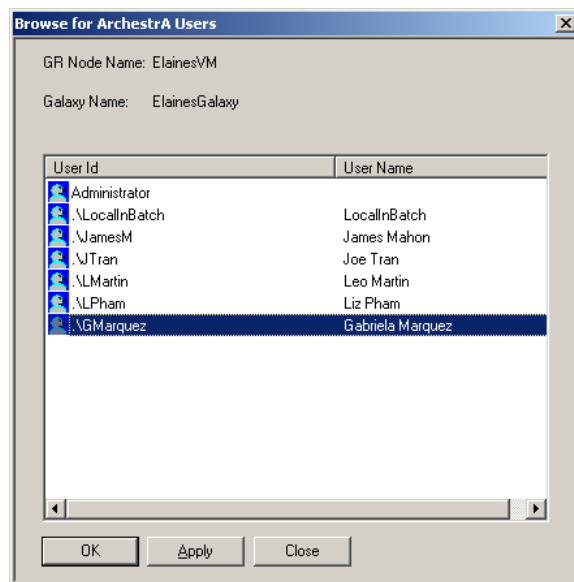 Browse for ArchestrA Users
GR Node Name: ElainesVM
Galaxy Name: ElainesGalaxy
User Id User Name
Administrator
.\LocalInBatch LocalInBatch
.\JamesM James Mahon
.\JTran Joe Tran
.\LMartin Leo Martin
.\LPham Liz Pham
.\GMarquez Gabriela Marquez
OK Apply Close